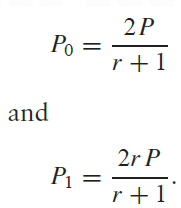 P₀ = 2P / r + 1
and
P₁ = 2rP / r + 1.